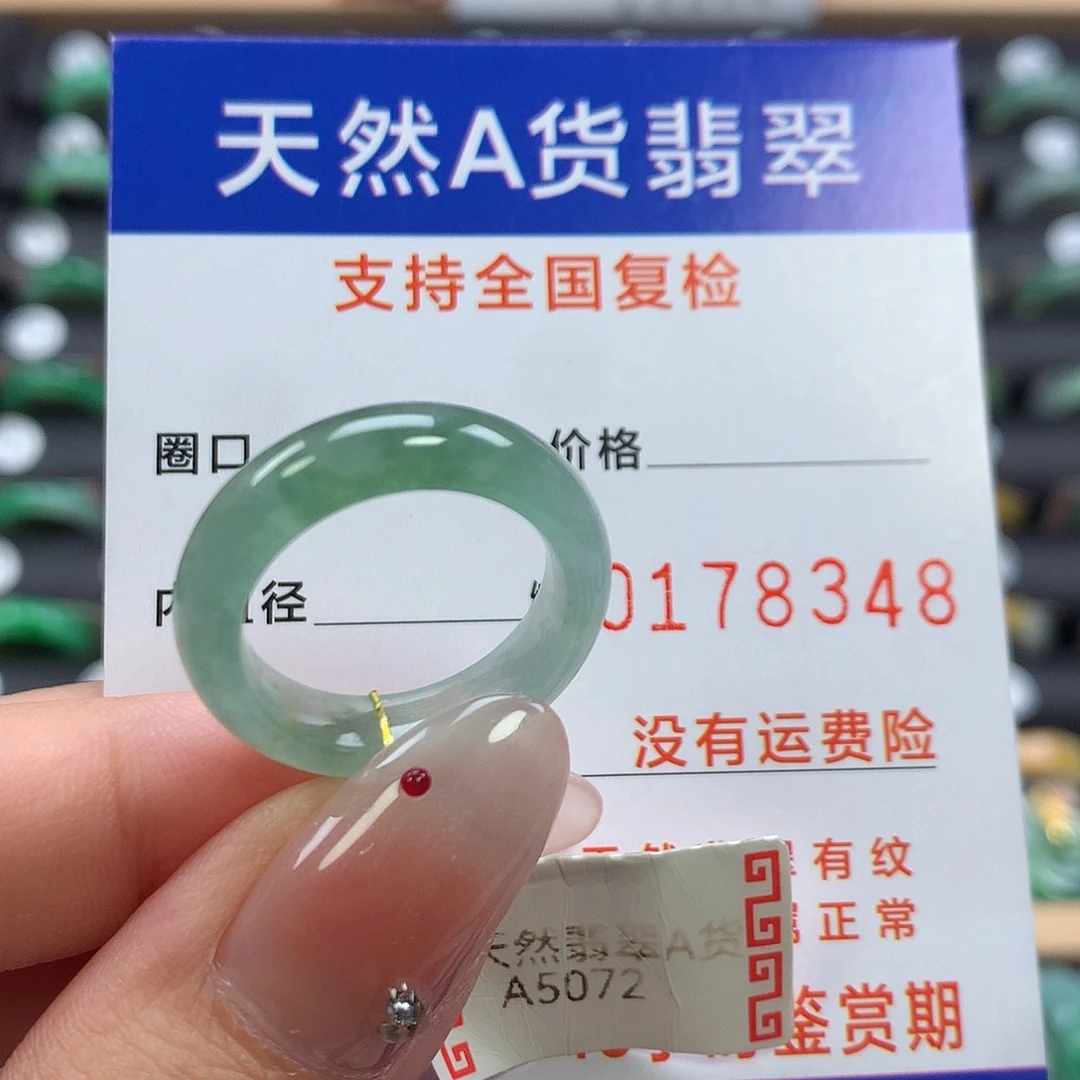 天然A货翡翠
支持全国复检
圈口 价格
径
0178348
没有运费险
有纹
正常
天然翡翠A货
A5072
鉴赏期